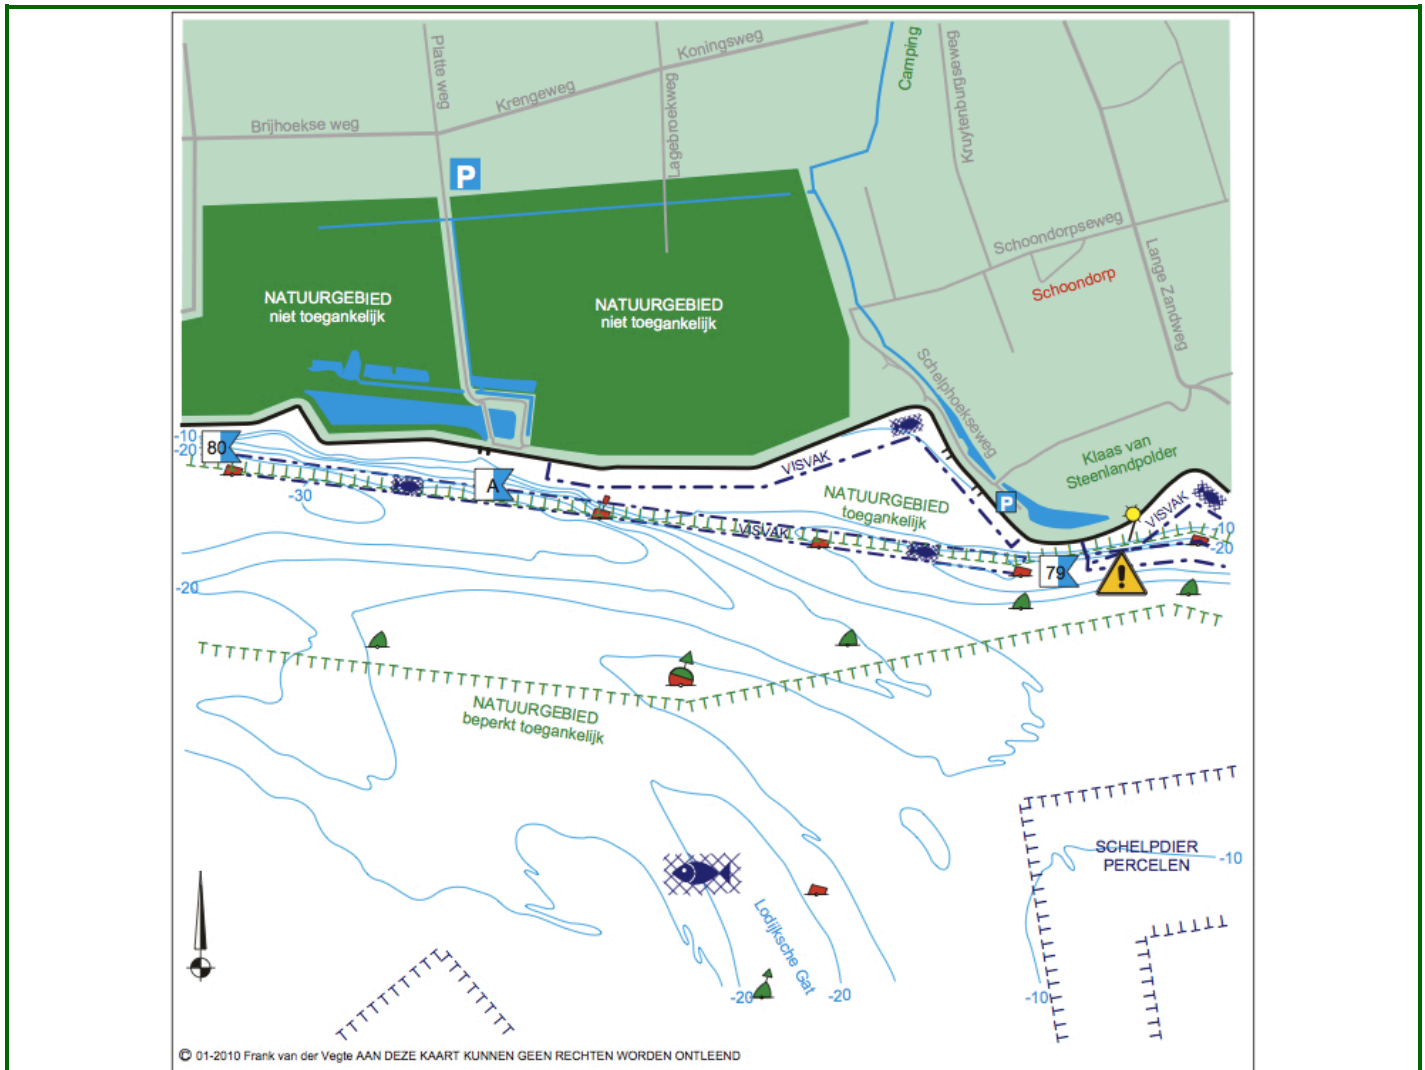 Platte weg
Koningsweg
Camping
Krengeweg
Lagebroekweg
Kruytenburgseweg
Brijhoekse weg
P
Schoondorpseweg
Lange Zandweg
Schoondorp
NATUURGEBIED
niet toegankelijk
NATUURGEBIED
niet toegankelijk
Schelphoekseweg
Klaas van
Steenlandpolder
-10
-20
80
-30
A
VISVAK
NATUURGEBIED
toegankelijk
P
VISVAK
VISVAK
-10
-20
79
!
-20
NATUURGEBIED
beperkt toegankelijk
SCHELPDIER
PERCELEN
-10
Lodijksche Gat
-20
-20
-10
© 01-2010 Frank van der Vegte AAN DEZE KAART KUNNEN GEEN RECHTEN WORDEN ONTLEEND